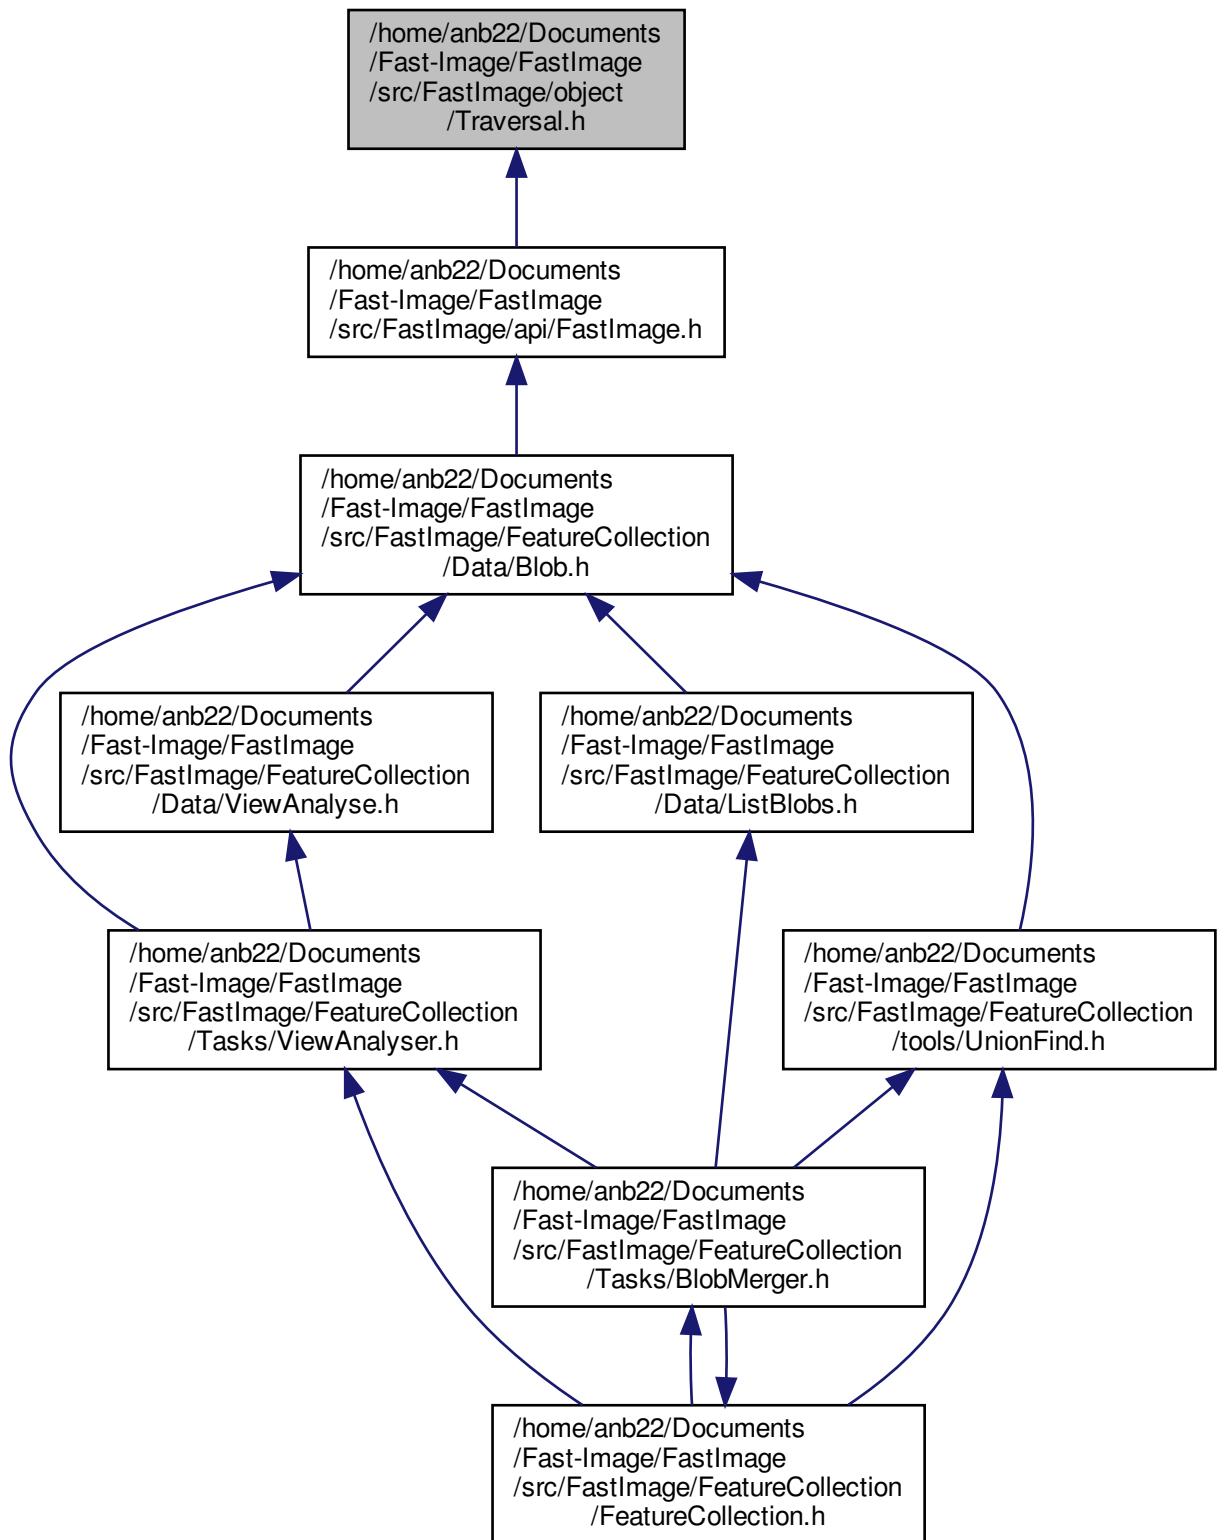 /home/anb22/Documents
/Fast-Image/FastImage
/src/FastImage/object
/Traversal.h
/home/anb22/Documents
/Fast-Image/FastImage
/src/FastImage/api/FastImage.h
/home/anb22/Documents
/Fast-Image/FastImage
/src/FastImage/FeatureCollection
/Data/Blob.h
/home/anb22/Documents
/Fast-Image/FastImage
/src/FastImage/FeatureCollection
/Data/ViewAnalyse.h
/home/anb22/Documents
/Fast-Image/FastImage
/src/FastImage/FeatureCollection
/Data/ListBlobs.h
/home/anb22/Documents
/Fast-Image/FastImage
/src/FastImage/FeatureCollection
/Tasks/ViewAnalyser.h
/home/anb22/Documents
/Fast-Image/FastImage
/src/FastImage/FeatureCollection
/tools/UnionFind.h
/home/anb22/Documents
/Fast-Image/FastImage
/src/FastImage/FeatureCollection
/Tasks/BlobMerger.h
/home/anb22/Documents
/Fast-Image/FastImage
/src/FastImage/FeatureCollection
/FeatureCollection.h